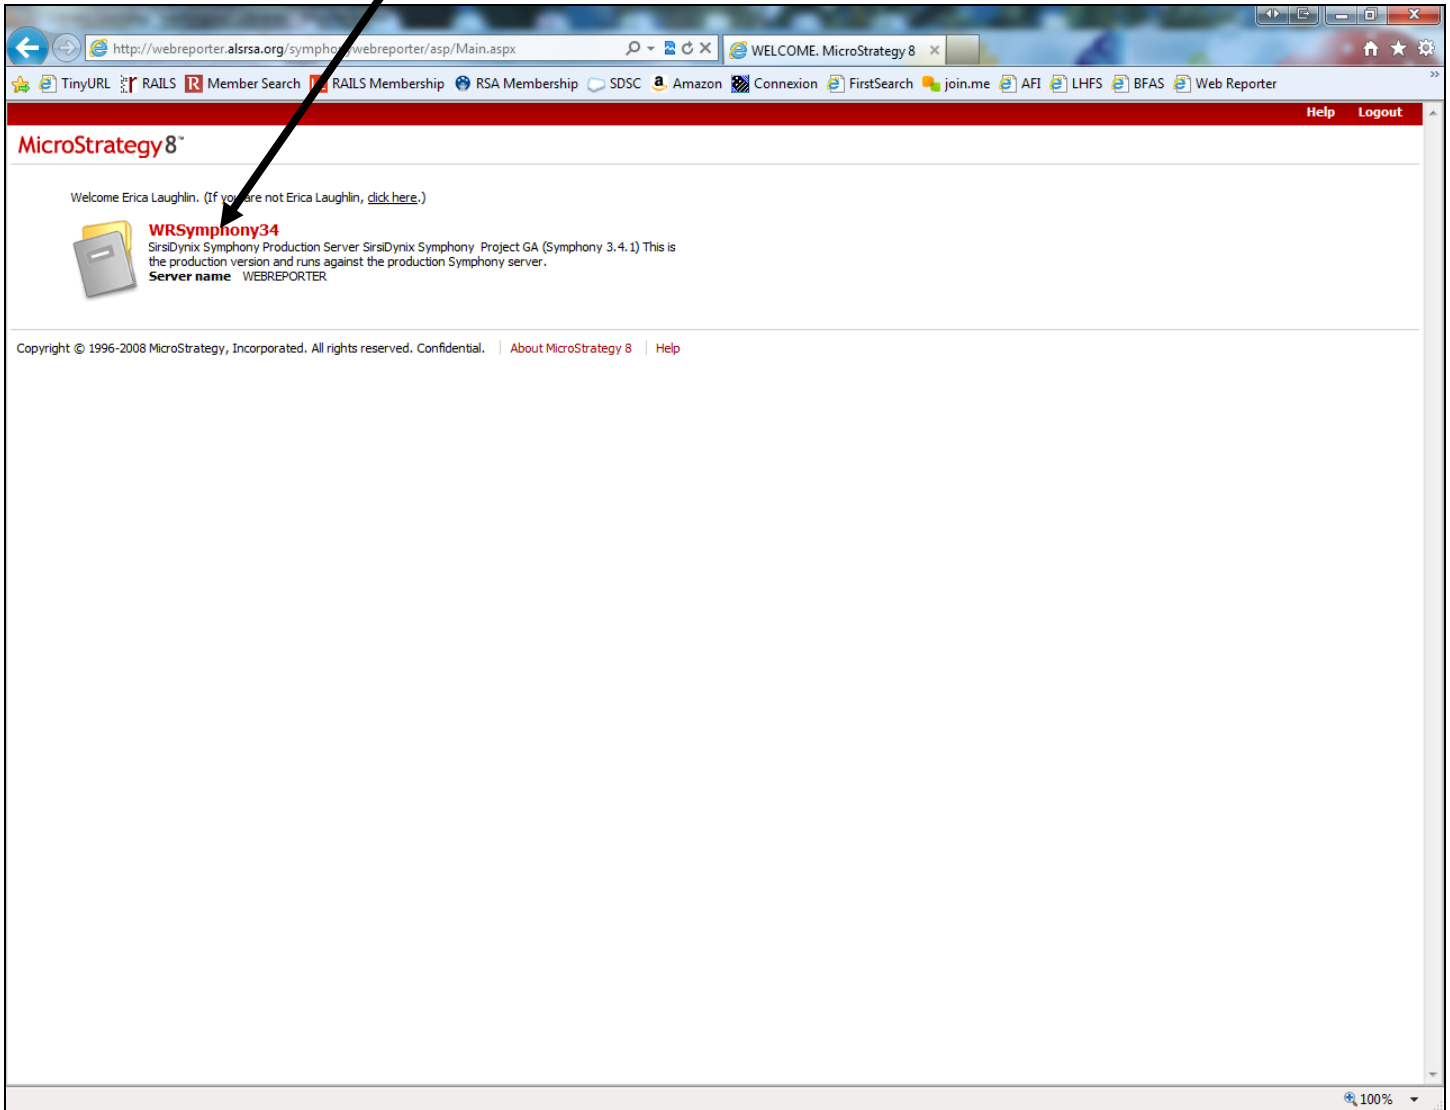 http://webreporter.alsrsa.org/symphonywebreporter/asp/Main.aspx
WELCOME. MicroStrategy 8
TinyURL RAILS Member Search RAILS Membership RSA Membership SDSC Amazon Connexion FirstSearch join.me AFI LHFS BFAS Web Reporter
Help Logout
MicroStrategy 8™
Welcome Erica Laughlin. (If you are not Erica Laughlin, click here.)
WRSymphony34
SirsiDynix Symphony Production Server SirsiDynix Symphony Project GA (Symphony 3.4.1) This is
the production version and runs against the production Symphony server.
Server name WEBREPORTER
Copyright © 1996-2008 MicroStrategy, Incorporated. All rights reserved. Confidential. | About MicroStrategy 8 | Help
100%